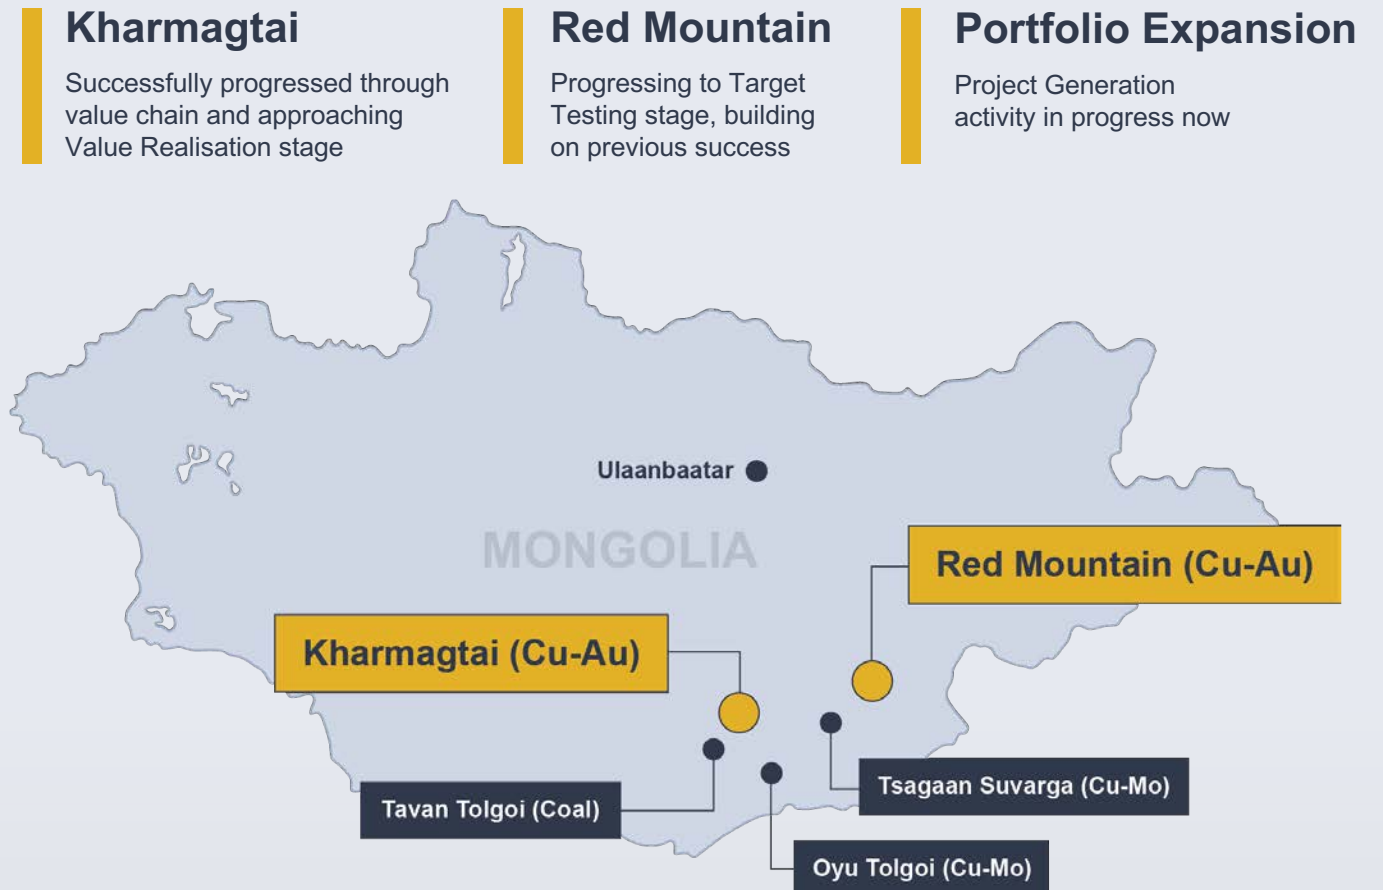 Kharmagtai
Successfully progressed through
value chain and approaching
Value Realisation stage
Red Mountain
Progressing to Target
Testing stage, building
on previous success
Portfolio Expansion
Project Generation
activity in progress now
Ulaanbaatar
MONGOLIA
Red Mountain (Cu-Au)
Kharmagtai (Cu-Au)
Tsagaan Suvarga (Cu-Mo)
Tavan Tolgoi (Coal)
Oyu Tolgoi (Cu-Mo)